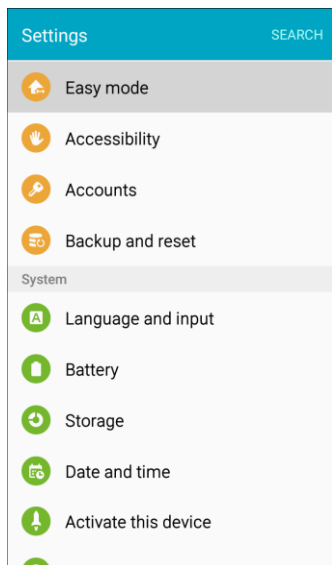 Settings SEARCH
Easy mode
Accessibility
Accounts
Backup and reset
System
Language and input
Battery
Storage
Date and time
Activate this device